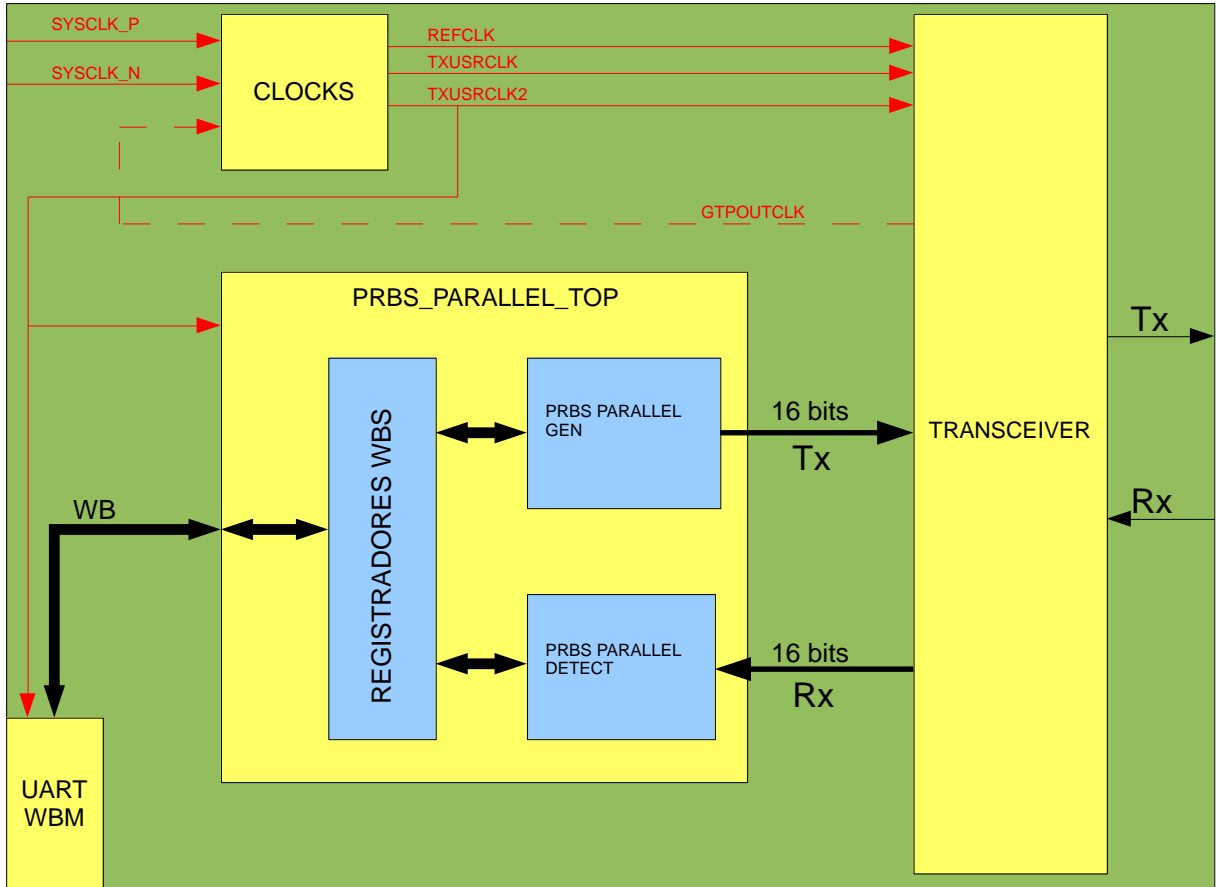 SYSCLK_P
REFCLK
SYSCLK_N
TXUSRCLK
CLOCKS
TXUSRCLK2
GTPOUTCLK
PRBS_PARALLEL_TOP
Tx
REGISTRADORES WBS
PRBS PARALLEL
GEN
16 bits
Tx
TRANSCEIVER
WB
Rx
PRBS PARALLEL
DETECT
16 bits
Rx
UART
WBM